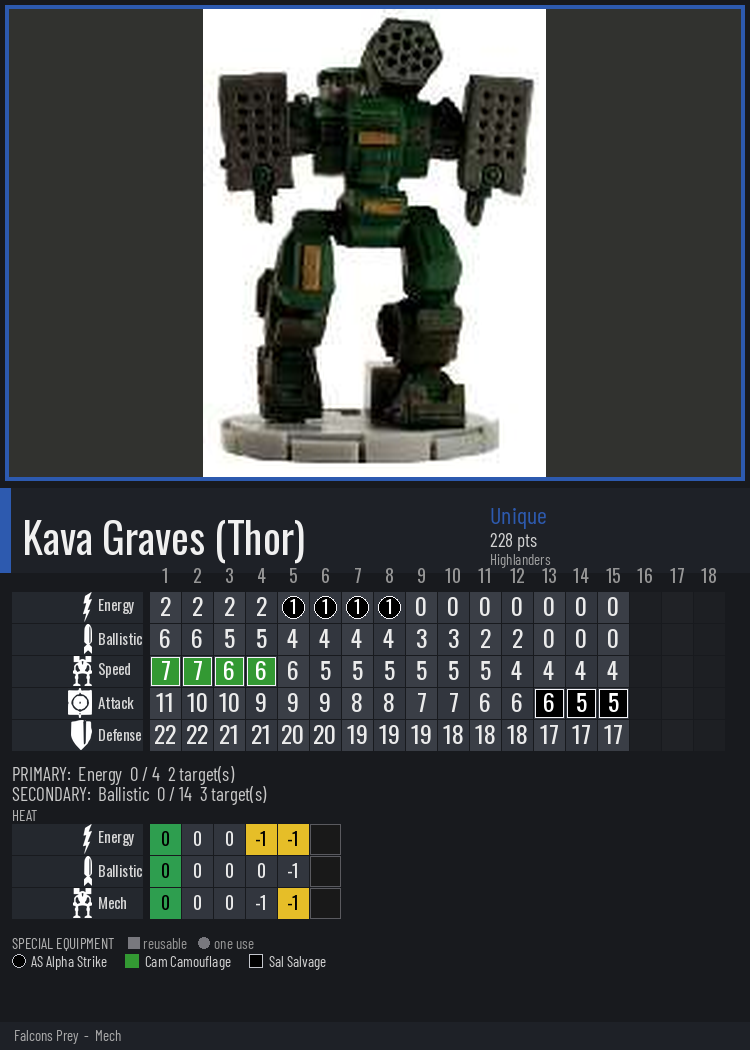 Kava Graves (Thor)
Unique
228 pts
Highlanders
1 2 3 4 5 6 7 8 9 10 11 12 13 14 15 16 17 18
Energy 2 2 2 2 1 1 1 1 0 0 0 0 0 0 0
Ballistic 6 6 5 5 4 4 4 4 3 3 2 2 0 0 0
Speed 7 7 6 6 6 5 5 5 5 5 5 4 4 4 4
Attack 11 10 10 9 9 9 8 8 7 7 6 6 6 5 5
Defense 22 22 21 21 20 20 19 19 19 18 18 18 17 17 17
PRIMARY: Energy 0 / 4 2 target(s)
SECONDARY: Ballistic 0 / 14 3 target(s)
HEAT
Energy 0 0 0 -1 -1
Ballistic 0 0 0 0 -1
Mech 0 0 0 -1 -1
SPECIAL EQUIPMENT reusable one use
AS Alpha Strike Cam Camouflage Sal Salvage
Falcons Prey - Mech